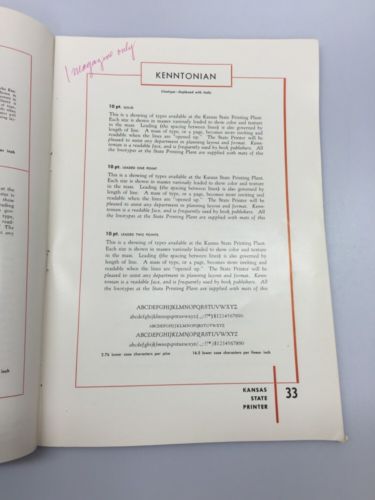 1 magazine only
KENNTONIAN
Linotype—duplexed with Italic
10 pt. SOLID
This is a showing of types available at the Kansas State Printing Plant.
Each size is shown in masses variously leaded to show color and texture
in the mass. Leading (the spacing between lines) is also governed by
length of line. A mass of type, or a page, becomes more inviting and
readable when the lines are "opened up." The State Printer will be
pleased to assist any department in planning layout and format. Kenn-
tonian is a readable face, and is frequently used by book publishers. All
the linotypes at the State Printing Plant are supplied with mats of this
10 pt. LEADED ONE POINT
This is a showing of types available at the Kansas State Printing Plant.
Each size is shown in masses variously leaded to show color and texture
in the mass. Leading (the spacing between lines) is also governed by
length of line. A mass of type, or a page, becomes more inviting and
readable when the lines are "opened up." The State Printer will be
pleased to assist any department in planning layout and format. Kenn-
tonian is a readable face, and is frequently used by book publishers. All
the linotypes at the State Printing Plant are supplied with mats of this
10 pt. LEADED TWO POINTS
This is a showing of types available at the Kansas State Printing Plant.
Each size is shown in masses variously leaded to show color and texture
in the mass. Leading (the spacing between lines) is also governed by
length of line. A mass of type, or a page, becomes more inviting and
readable when the lines are "opened up." The State Printer will be
pleased to assist any department in planning layout and format. Kenn-
tonian is a readable face, and is frequently used by book publishers. All
the linotypes at the State Printing Plant are supplied with mats of this
ABCDEFGHIJKLMNOPQRSTUVWXYZ
abcdefghijklmnopqrstuvwxyz[.,:;!?*]$1234567890
ABCDEFGHIJKLMNOPQRSTUVWXYZ
ABCDEFGHIJKLMNOPQRSTUVWXYZ
abcdefghijklmnopqrstuvwxyz[.,:;!?*]$1234567890
2.76 lower case characters per pica
16.5 lower case characters per linear inch
KANSAS
STATE
PRINTER
33